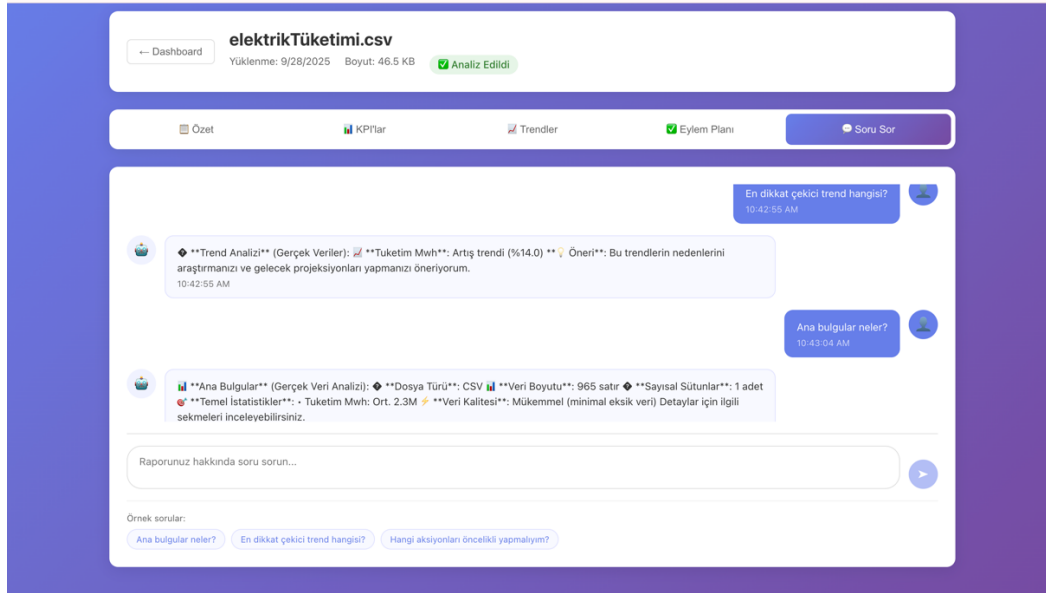 ← Dashboard
elektrikTüketimi.csv
Yüklenme: 9/28/2025 Boyut: 46.5 KB ✅ Analiz Edildi
📋 Özet
📊 KPI'lar
📈 Trendler
✅ Eylem Planı
💬 Soru Sor
En dikkat çekici trend hangisi?
10:42:55 AM
� **Trend Analizi** (Gerçek Veriler): 📈 **Tuketim Mwh**: Artış trendi (%14.0) **💡 Öneri**: Bu trendlerin nedenlerini
araştırmanızı ve gelecek projeksiyonları yapmanızı öneriyorum.
10:42:55 AM
Ana bulgular neler?
10:43:04 AM
📊 **Ana Bulgular** (Gerçek Veri Analizi): � **Dosya Türü**: CSV 📊 **Veri Boyutu**: 965 satır � **Sayısal Sütunlar**: 1 adet
🎯 **Temel İstatistikler**: • Tuketim Mwh: Ort. 2.3M ⚡ **Veri Kalitesi**: Mükemmel (minimal eksik veri) Detaylar için ilgili
sekmeleri inceleyebilirsiniz.
Raporunuz hakkında soru sorun...
Örnek sorular:
Ana bulgular neler?
En dikkat çekici trend hangisi?
Hangi aksiyonları öncelikli yapmalıyım?